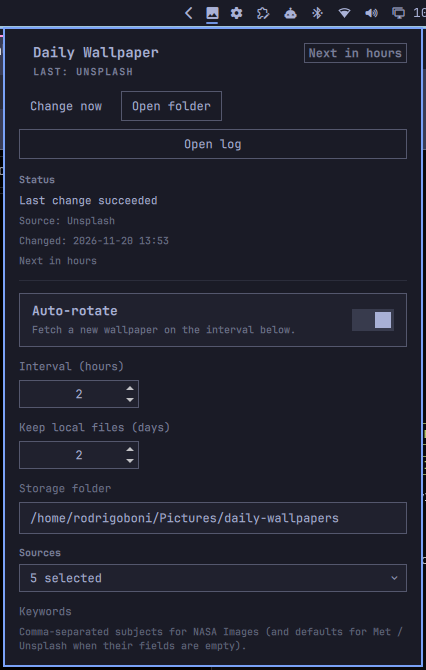 10
Daily Wallpaper
Next in hours
LAST: UNSPLASH
Change now
Open folder
Open log
Status
Last change succeeded
Source: Unsplash
Changed: 2026-11-20 13:53
Next in hours
Auto-rotate
Fetch a new wallpaper on the interval below.
Interval (hours)
2
Keep local files (days)
2
Storage folder
/home/rodrigoboni/Pictures/daily-wallpapers
Sources
5 selected
Keywords
Comma-separated subjects for NASA Images (and defaults for Met /
Unsplash when their fields are empty).